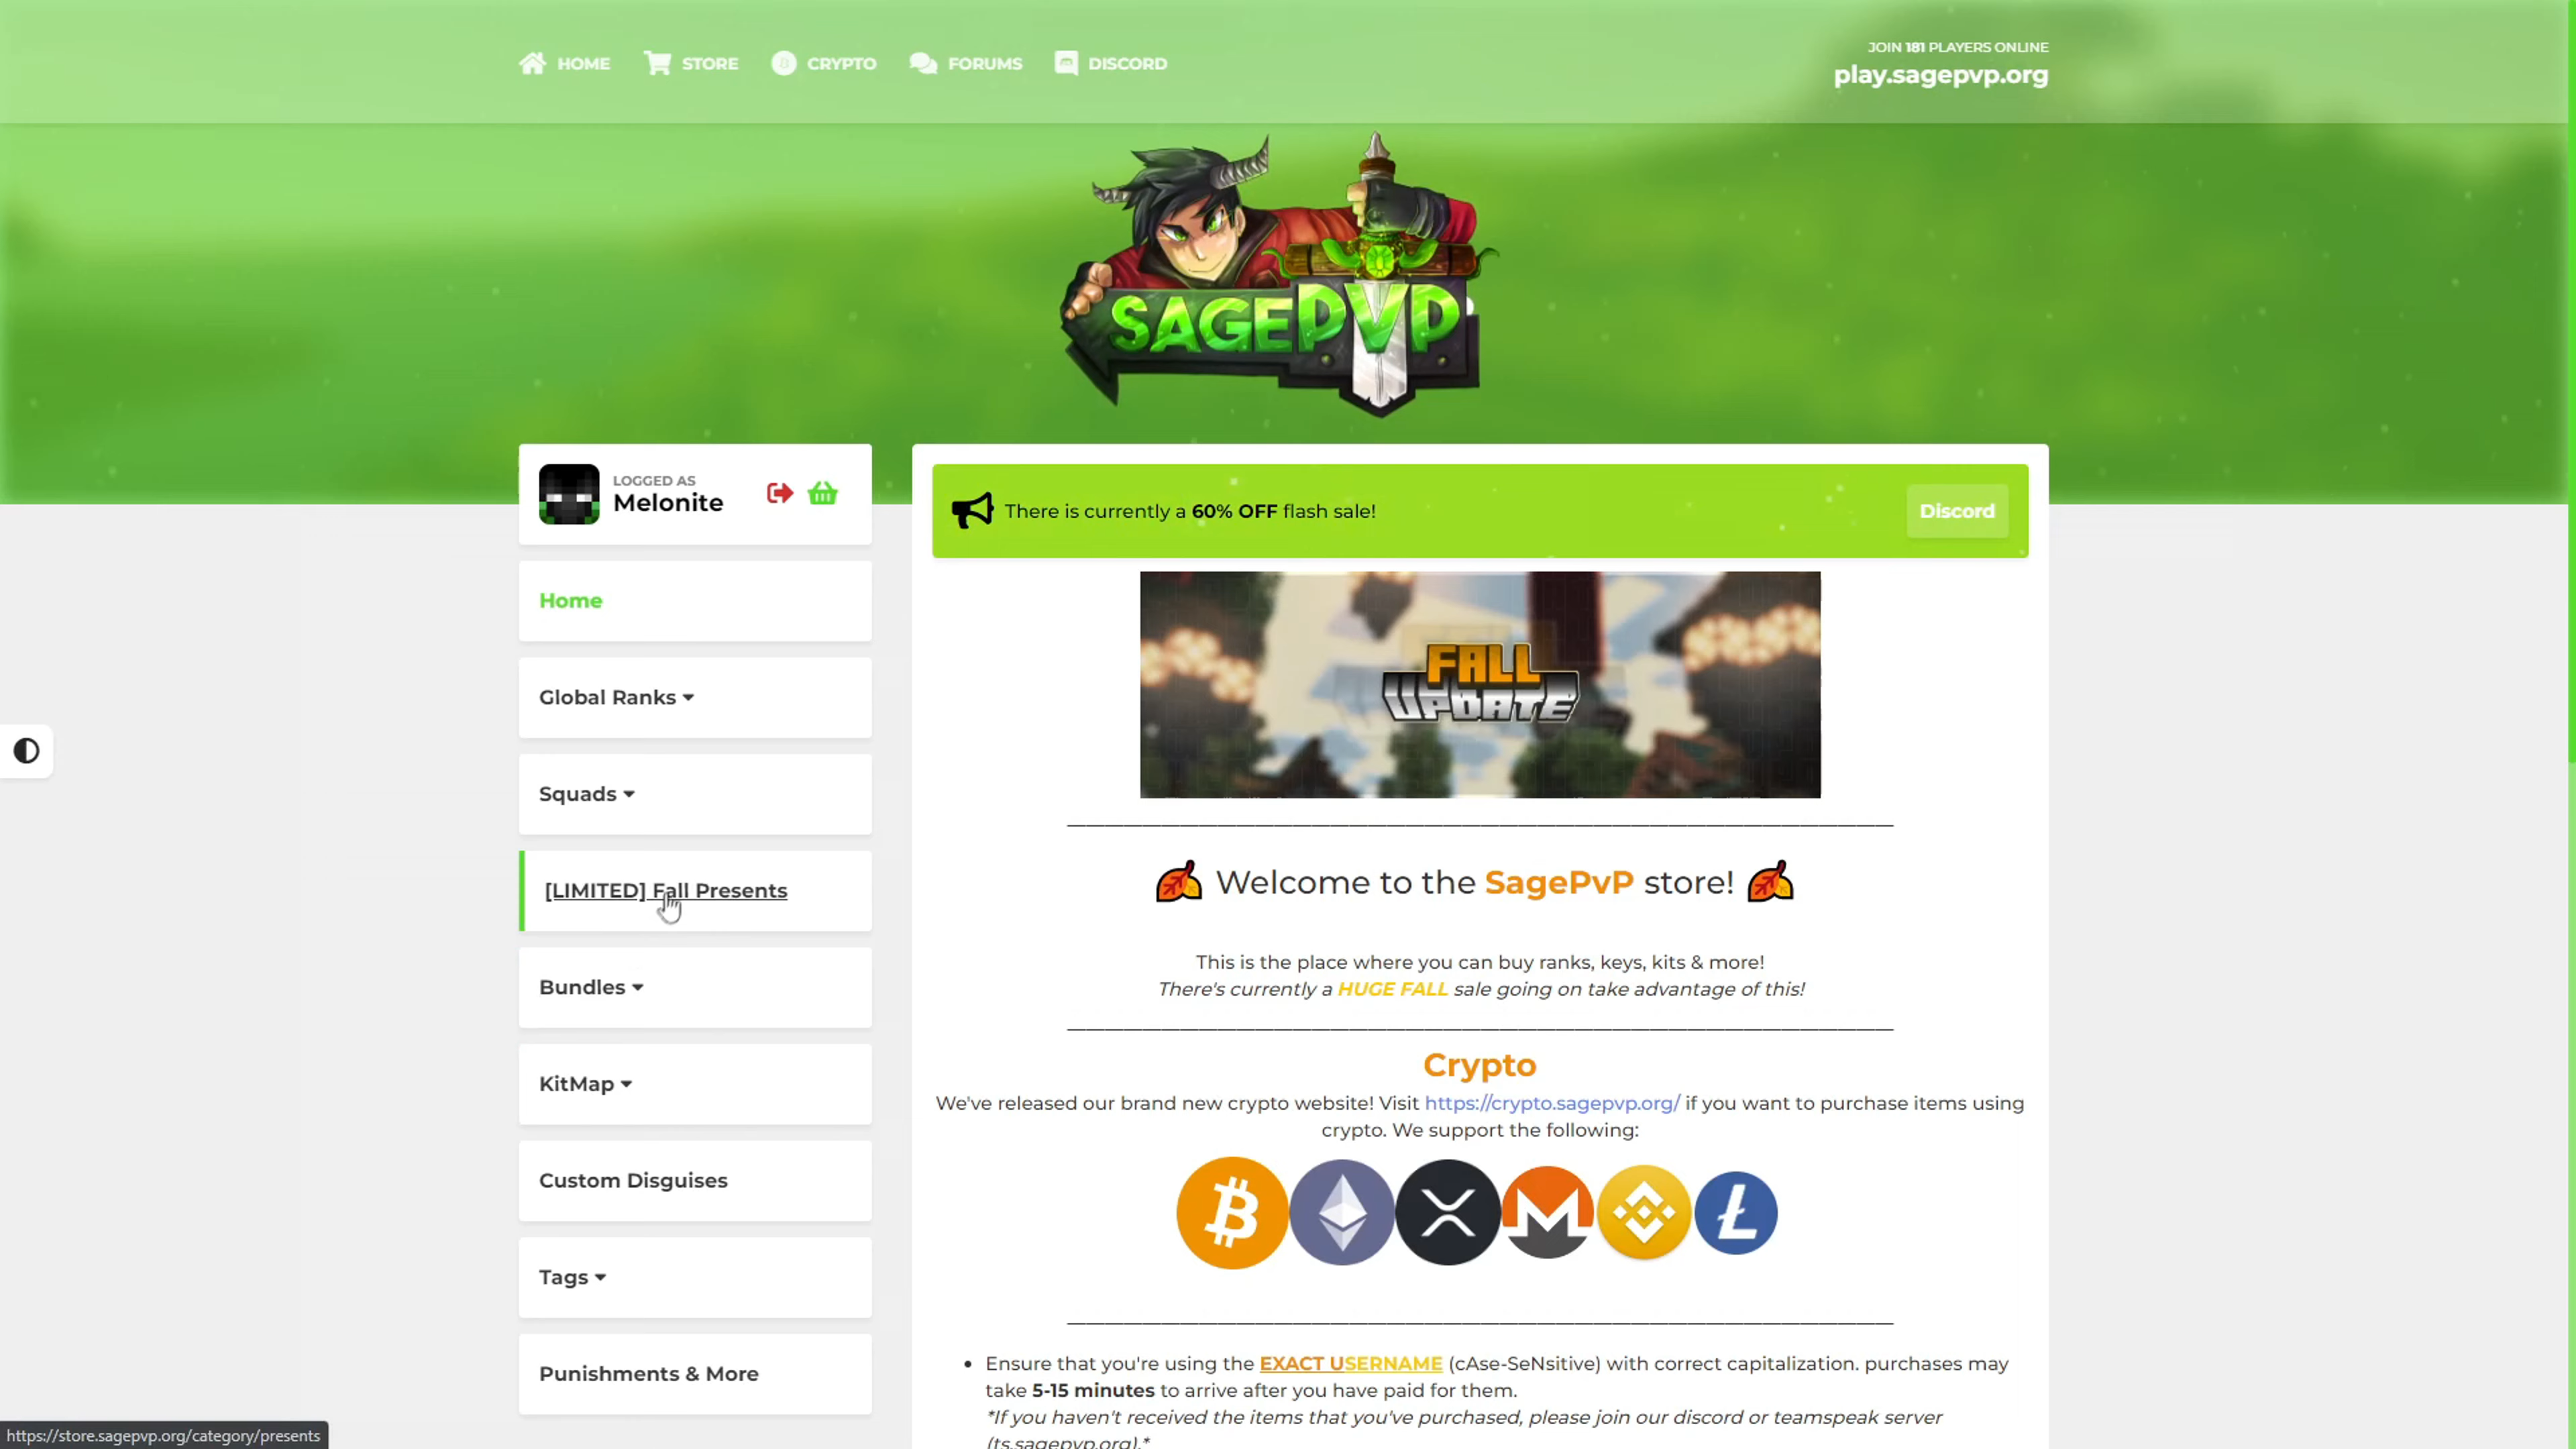 HOME STORE CRYPTO FORUMS DISCORD
JOIN 181 PLAYERS ONLINE
play.sagepvp.org
SAGEPVP
LOGGED AS
Melonite
Home
Global Ranks
Squads
[LIMITED] Fall Presents
Bundles
KitMap
Custom Disguises
Tags
Punishments & More
There is currently a 60% OFF flash sale!
Discord
FALL
UPDATE
Welcome to the SagePvP store!
This is the place where you can buy ranks, keys, kits & more!
There's currently a HUGE FALL sale going on take advantage of this!
Crypto
We've released our brand new crypto website! Visit https://crypto.sagepvp.org/ if you want to purchase items using
crypto. We support the following:
• Ensure that you're using the EXACT USERNAME (cAse-SeNsitive) with correct capitalization. purchases may
take 5-15 minutes to arrive after you have paid for them.
*If you haven't received the items that you've purchased, please join our discord or teamspeak server
(ts.sagepvp.org).*
https://store.sagepvp.org/category/presents